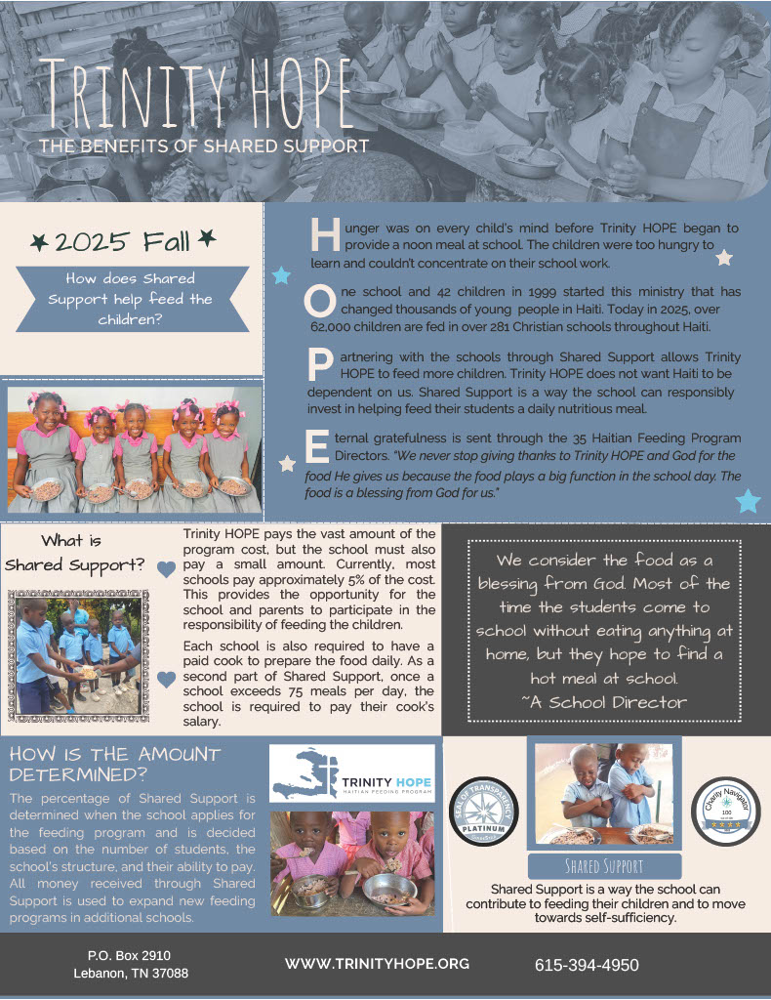 TRINITY HOPE
THE BENEFITS OF SHARED SUPPORT
2025 Fall
How does Shared
Support help feed the
children?
Hunger was on every child's mind before Trinity HOPE began to
provide a noon meal at school. The children were too hungry to
learn and couldn't concentrate on their school work.
One school and 42 children in 1999 started this ministry that has
changed thousands of young people in Haiti. Today in 2025, over
62,000 children are fed in over 281 Christian schools throughout Haiti.
Partnering with the schools through Shared Support allows Trinity
HOPE to feed more children. Trinity HOPE does not want Haiti to be
dependent on us. Shared Support is a way the school can responsibly
invest in helping feed their students a daily nutritious meal.
Eternal gratefulness is sent through the 35 Haitian Feeding Program
Directors. "We never stop giving thanks to Trinity HOPE and God for the
food He gives us because the food plays a big function in the school day. The
food is a blessing from God for us."
What is
Shared Support?
Trinity HOPE pays the vast amount of the
program cost, but the school must also
pay a small amount. Currently, most
schools pay approximately 5% of the cost.
This provides the opportunity for the
school and parents to participate in the
responsibility of feeding the children.
Each school is also required to have a
paid cook to prepare the food daily. As a
second part of Shared Support, once a
school exceeds 75 meals per day, the
school is required to pay their cook's
salary.
We consider the food as a
blessing from God. Most of the
time the students come to
school without eating anything at
home, but they hope to find a
hot meal at school.
~A School Director
HOW IS THE AMOUNT
DETERMINED?
The percentage of Shared Support is
determined when the school applies for
the feeding program and is decided
based on the number of students, the
school's structure, and their ability to pay.
All money received through Shared
Support is used to expand new feeding
programs in additional schools.
TRINITY HOPE
HAITIAN FEEDING PROGRAM
SEAL OF TRANSPARENCY
PLATINUM
Charity Navigator
100
SHARED SUPPORT
Shared Support is a way the school can
contribute to feeding their children and to move
towards self-sufficiency.
P.O. Box 2910
Lebanon, TN 37088
WWW.TRINITYHOPE.ORG
615-394-4950